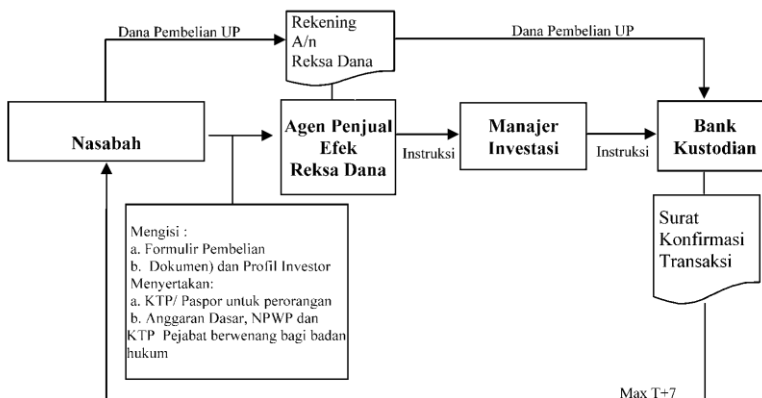 Dana Pembelian UP
Rekening
A/n
Reksa Dana
Dana Pembelian UP
Nasabah
Agen Penjual
Efek
Reksa Dana
Instruksi
Manajer
Investasi
Instruksi
Bank
Kustodian
Mengisi :
a. Formulir Pembelian
b. Dokumen) dan Profil Investor
Menyertakan:
a. KTP/ Paspor untuk perorangan
b. Anggaran Dasar, NPWP dan
KTP Pejabat berwenang bagi badan
hukum
Surat
Konfirmasi
Transaksi
Max T+7